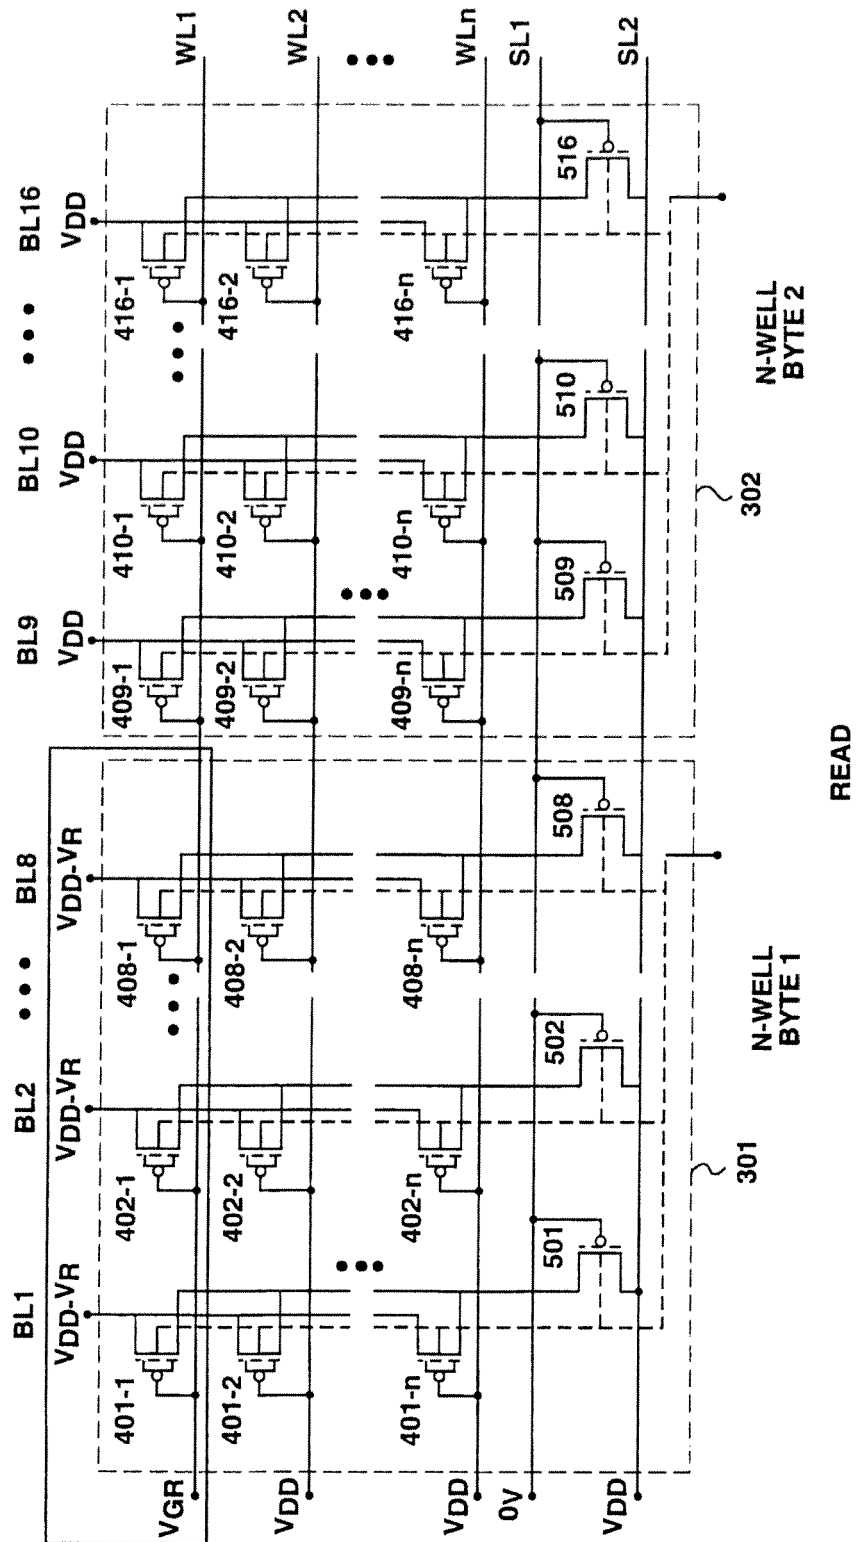 BL1 BL2 ••• BL8 BL9 BL10 ••• BL16
VDD-VR VDD-VR VDD-VR VDD VDD VDD
401-1 402-1 408-1 409-1 410-1 416-1
VGR WL1
401-2 402-2 408-2 409-2 410-2 416-2
VDD WL2
401-n 402-n 408-n 409-n 410-n 416-n
VDD WLn
0V SL1
501 502 508 509 510 516
VDD SL2
301 302
N-WELL
BYTE 1
N-WELL
BYTE 2
READ